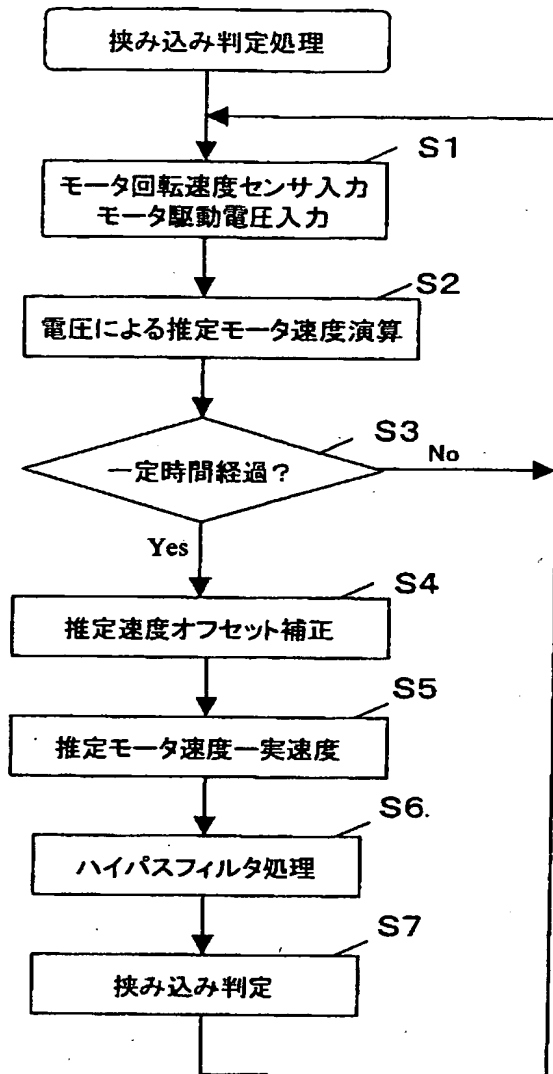 挟み込み判定処理
S1
モータ回転速度センサ入力
モータ駆動電圧入力
S2
電圧による推定モータ速度演算
S3
一定時間経過?
No
Yes
S4
推定速度オフセット補正
S5
推定モータ速度ー実速度
S6.
ハイパスフィルタ処理
S7
挟み込み判定